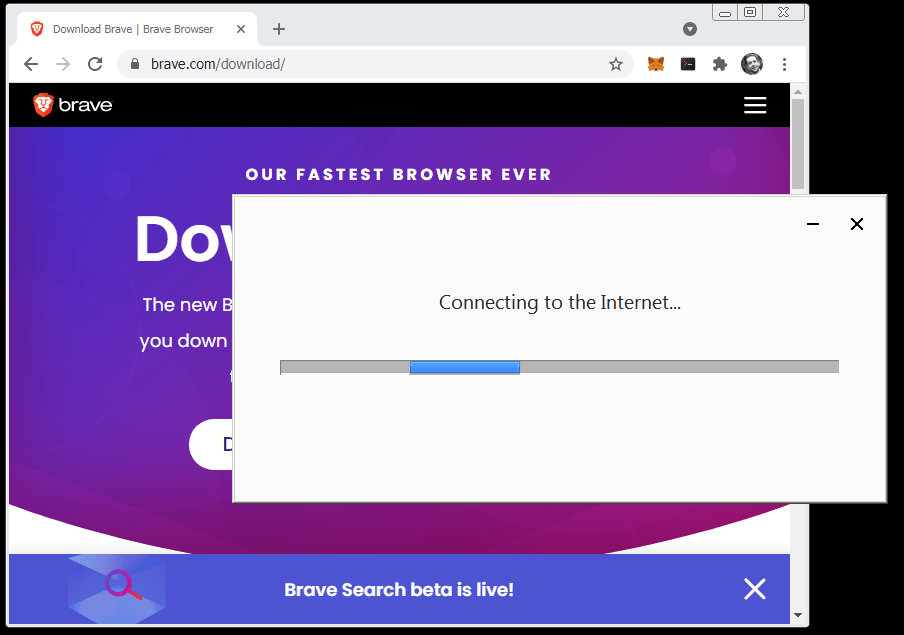 Download Brave | Brave Browser
brave.com/download/
brave
OUR FASTEST BROWSER EVER
The new
you down
Connecting to the Internet...
Brave Search beta is live!